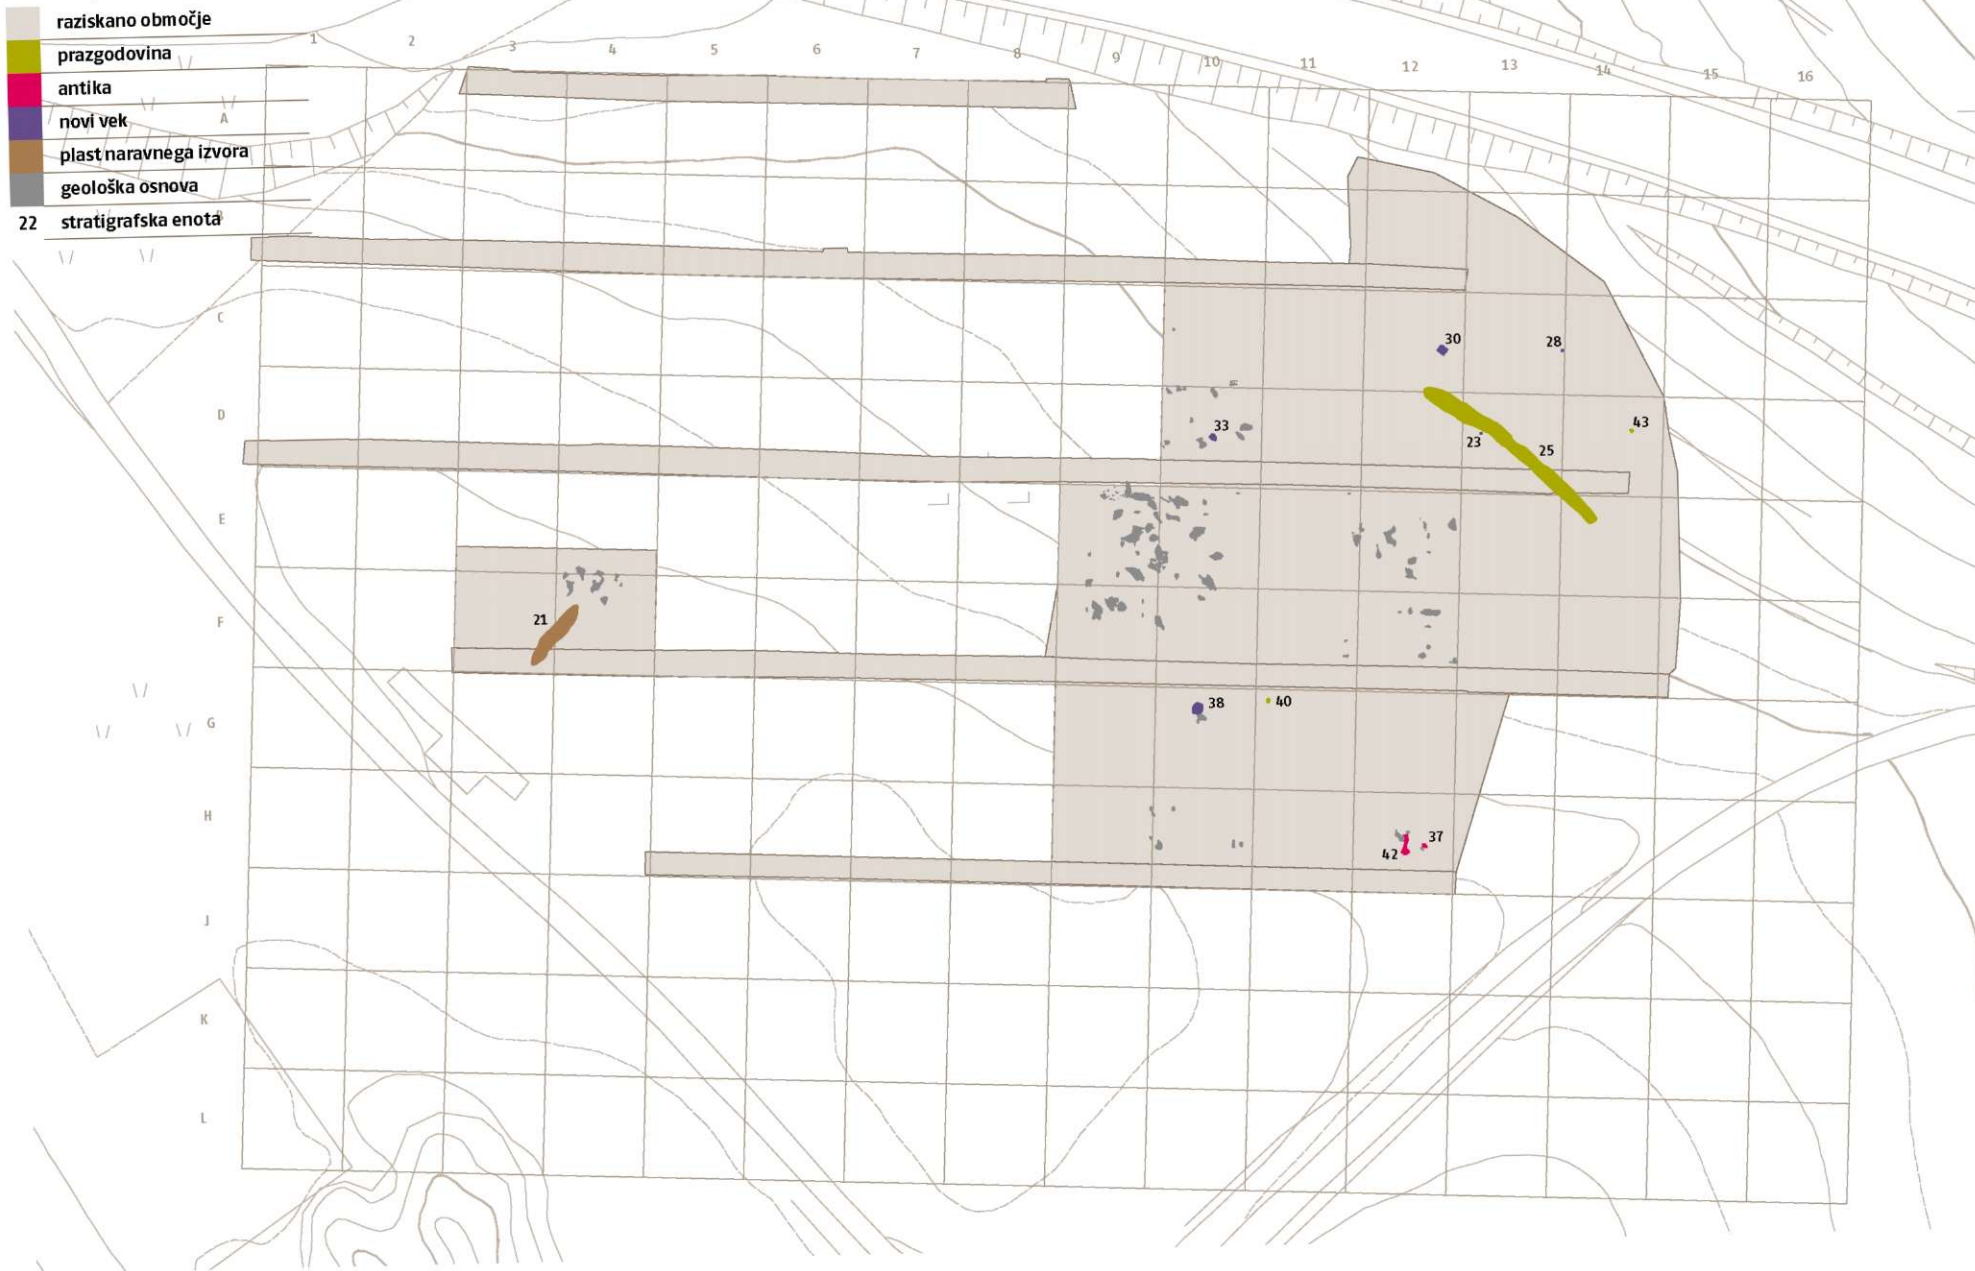 raziskano območje
prazgodovina
antika
novi vek
plast naravnega izvora
geološka osnova
22 stratigrafska enota
1 2 3 4 5 6 7 8 9 10 11 12 13 14 15 16
A
B
C
30 28
D
33 23 25 43
E
F
21
G
38 40
H
37
42
J
K
L